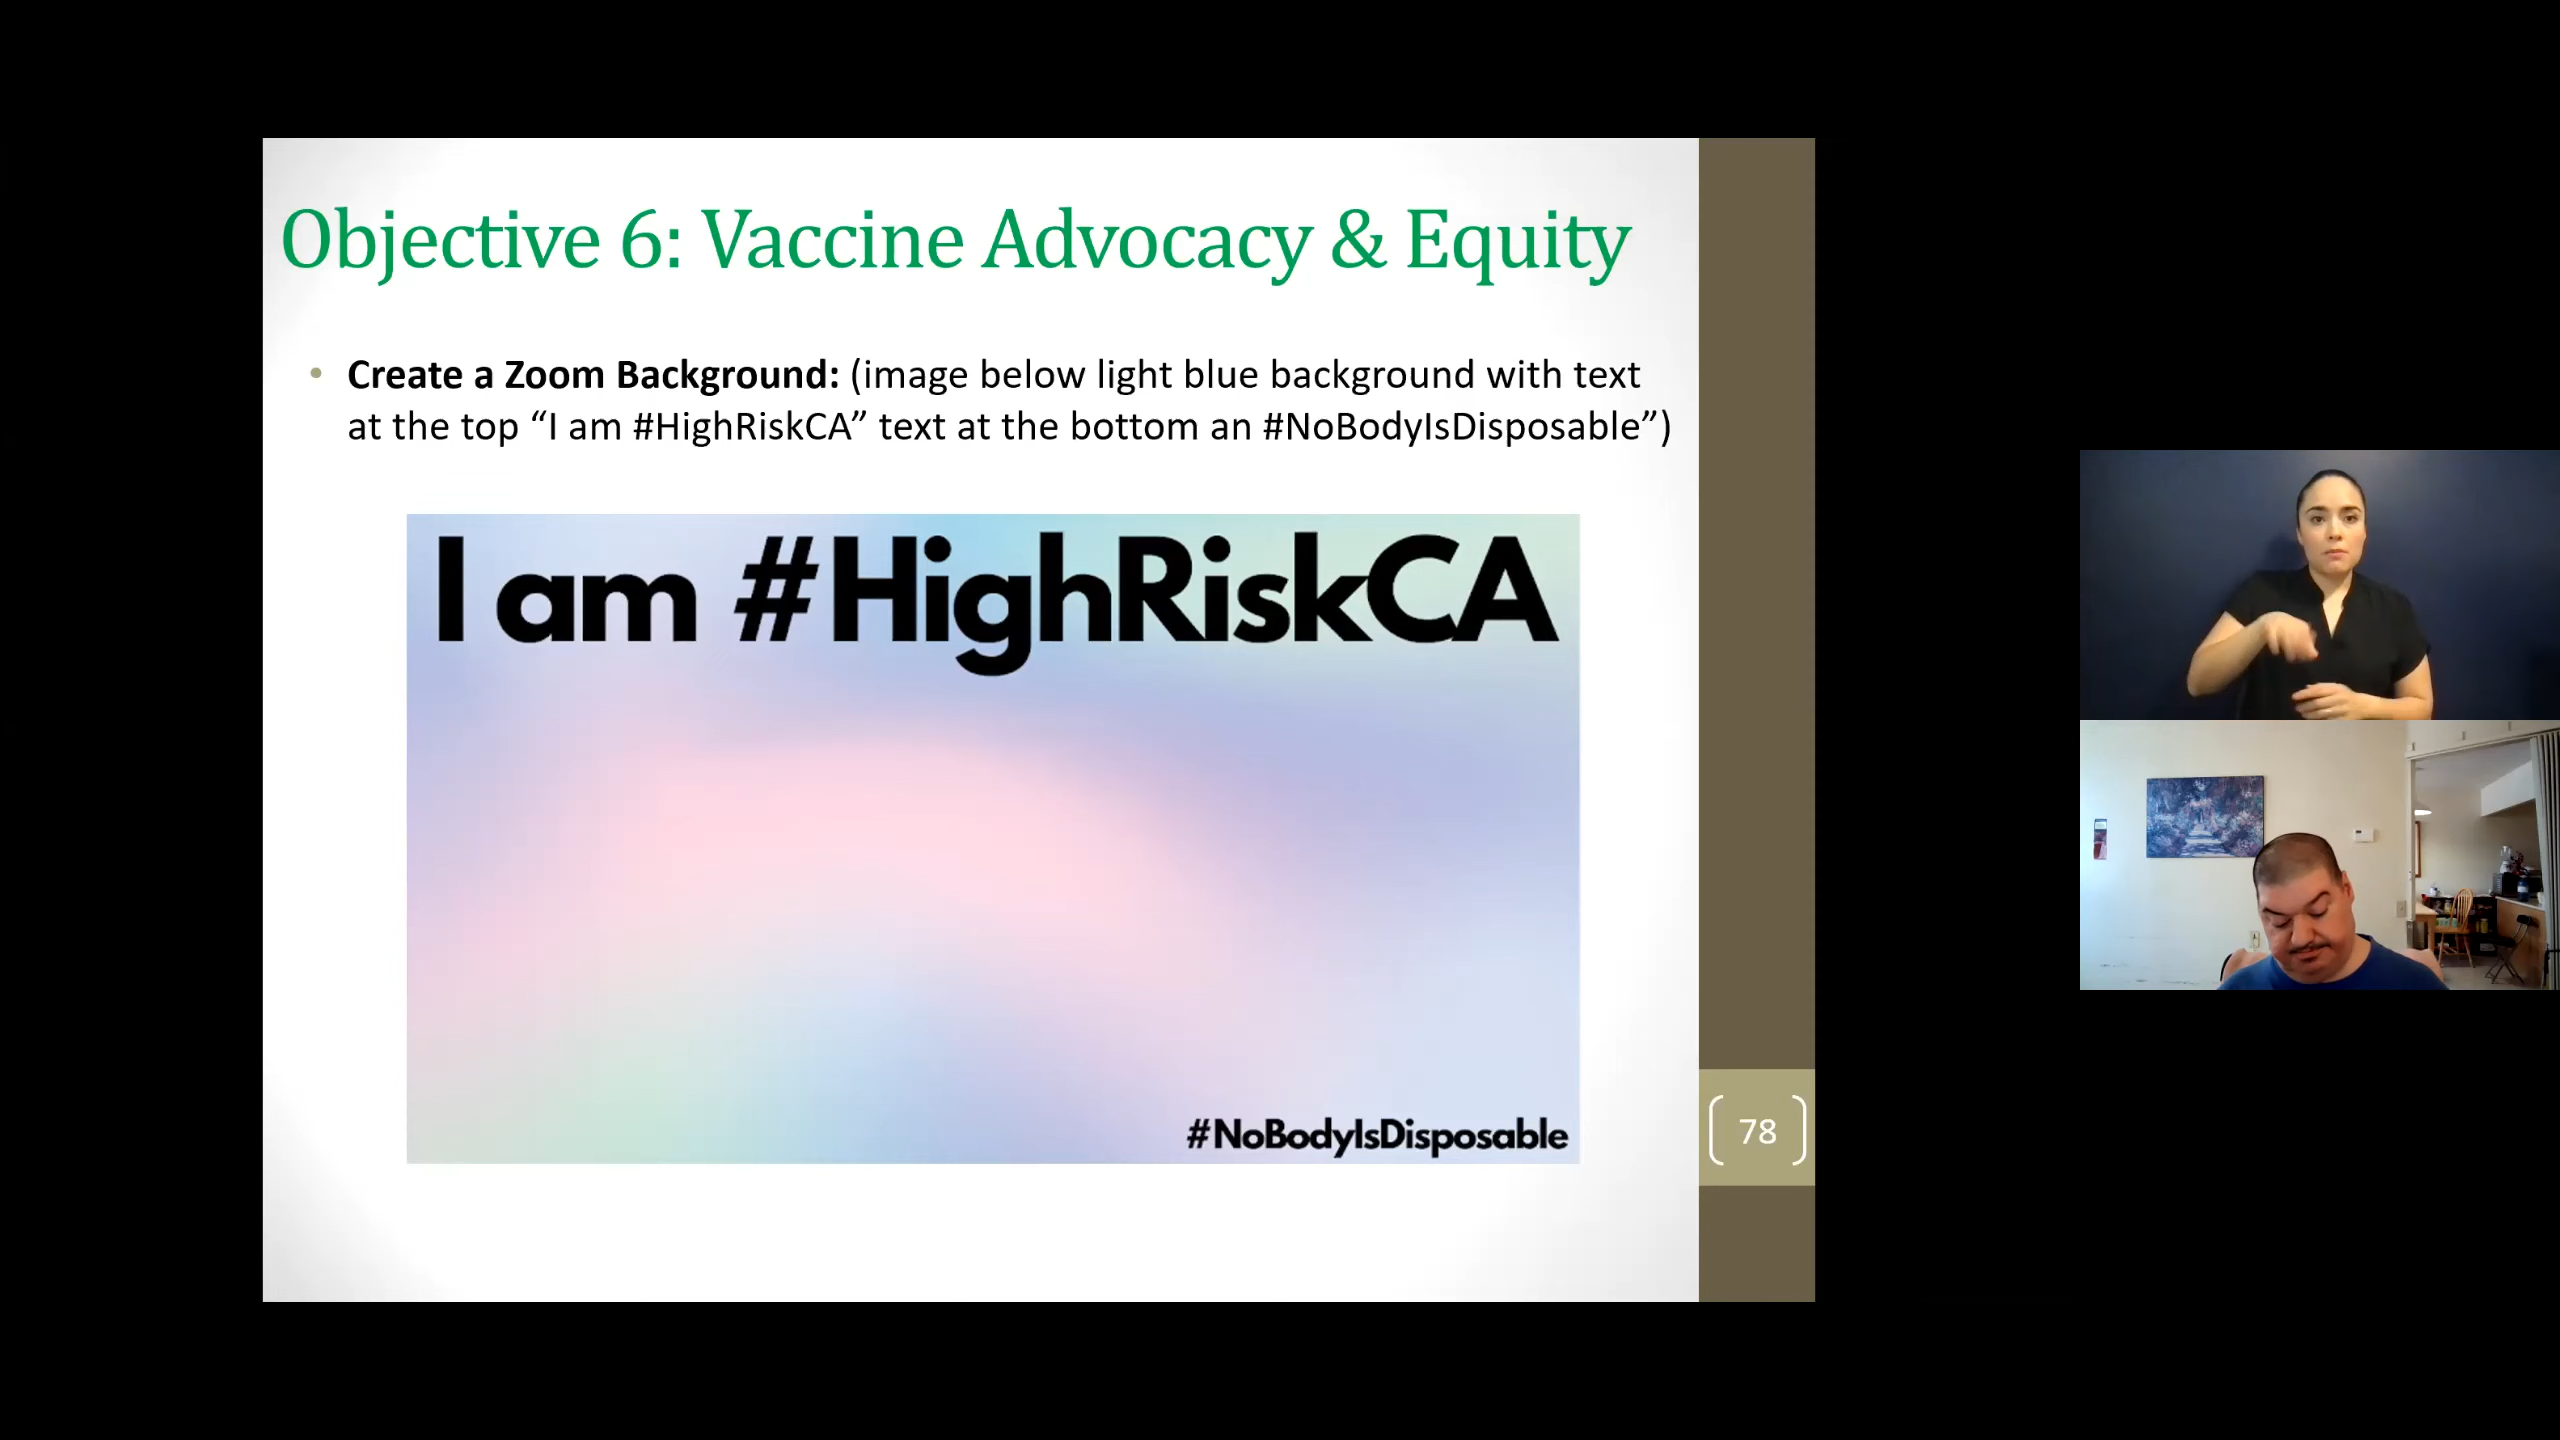 Objective 6: Vaccine Advocacy & Equity
• Create a Zoom Background: (image below light blue background with text
at the top “I am #HighRiskCA” text at the bottom an #NoBodyIsDisposable”)
I am #HighRiskCA
#NoBodyIsDisposable
78